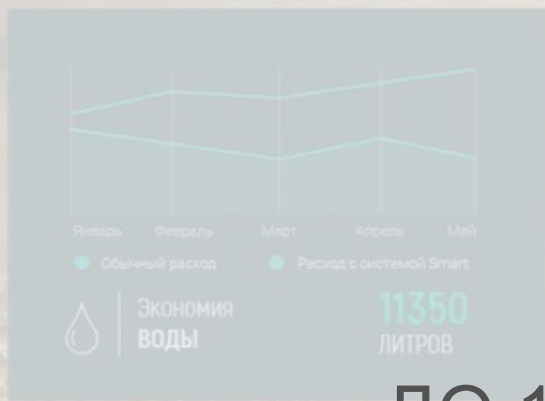 Январь Февраль Март Апрель Май
Обычный расход Расход с системой Smart
Экономия 11350
ВОДЫ ЛИТРОВ